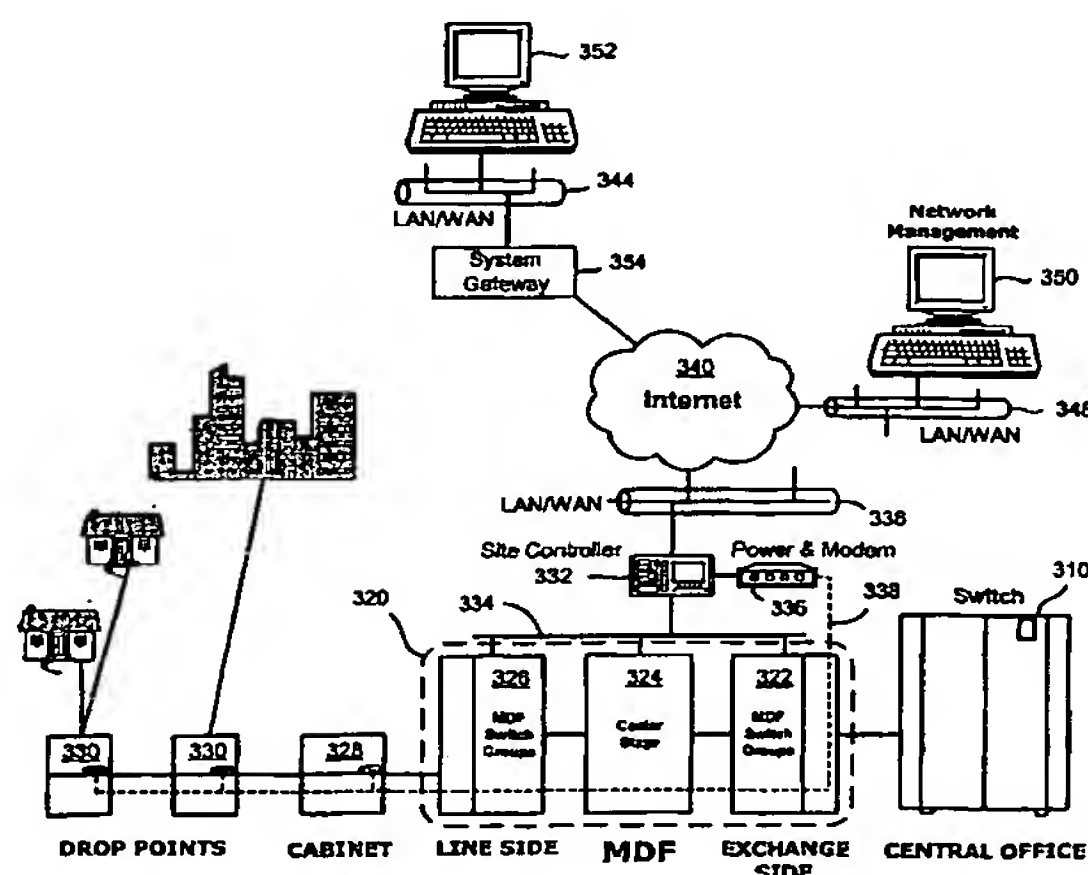 352
344
LAN/WAN
System
Gateway
354
Network
Management
350
340
Internet
348
LAN/WAN
LAN/WAN
338
Site Controller
332
Power & Modem
336
338
310
Switch
320
334
326
MDF
Switch
Groups
324
Center
Stage
322
MDF
Switch
Groups
330
330
328
DROP POINTS
CABINET
LINE SIDE
MDF
EXCHANGE
SIDE
CENTRAL OFFICE